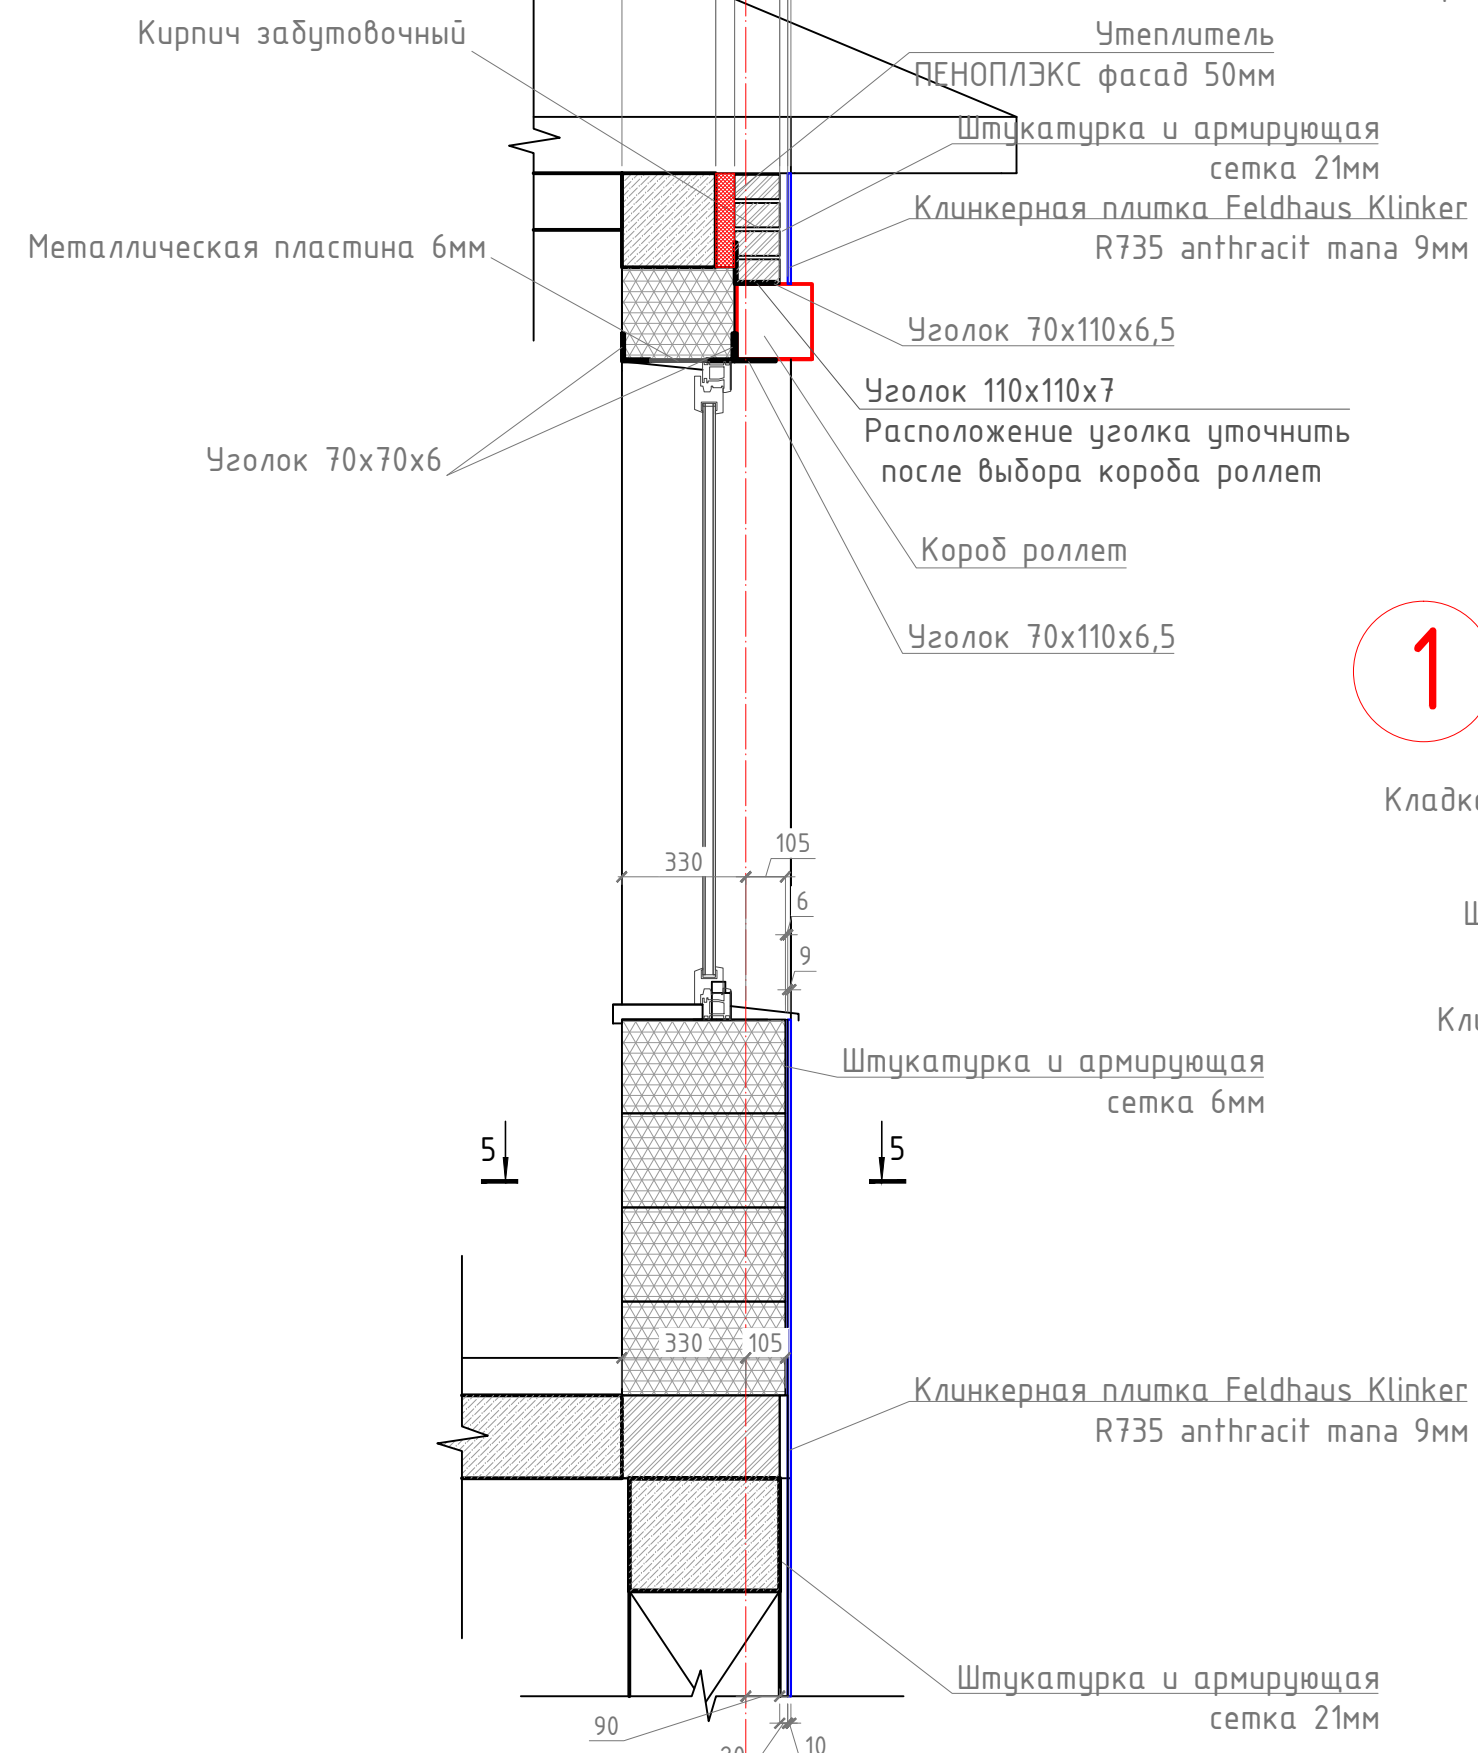 Кирпич забутовочный
Утеплитель
ПЕНОПЛЭКС фасад 50мм
Штукатурка и армирующая
сетка 21мм
Клинкерная плитка Feldhaus Klinker
R735 anthracit mana 9мм
Металлическая пластина 6мм
Уголок 70х110х6,5
Уголок 110х110х7
Расположение уголка уточнить
после выбора короба роллет
Уголок 70х70х6
Короб роллет
Уголок 70х110х6,5
1
330
105
6
9
Штукатурка и армирующая
сетка 6мм
5
5
330
105
Клинкерная плитка Feldhaus Klinker
R735 anthracit mana 9мм
Штукатурка и армирующая
сетка 21мм
90
10